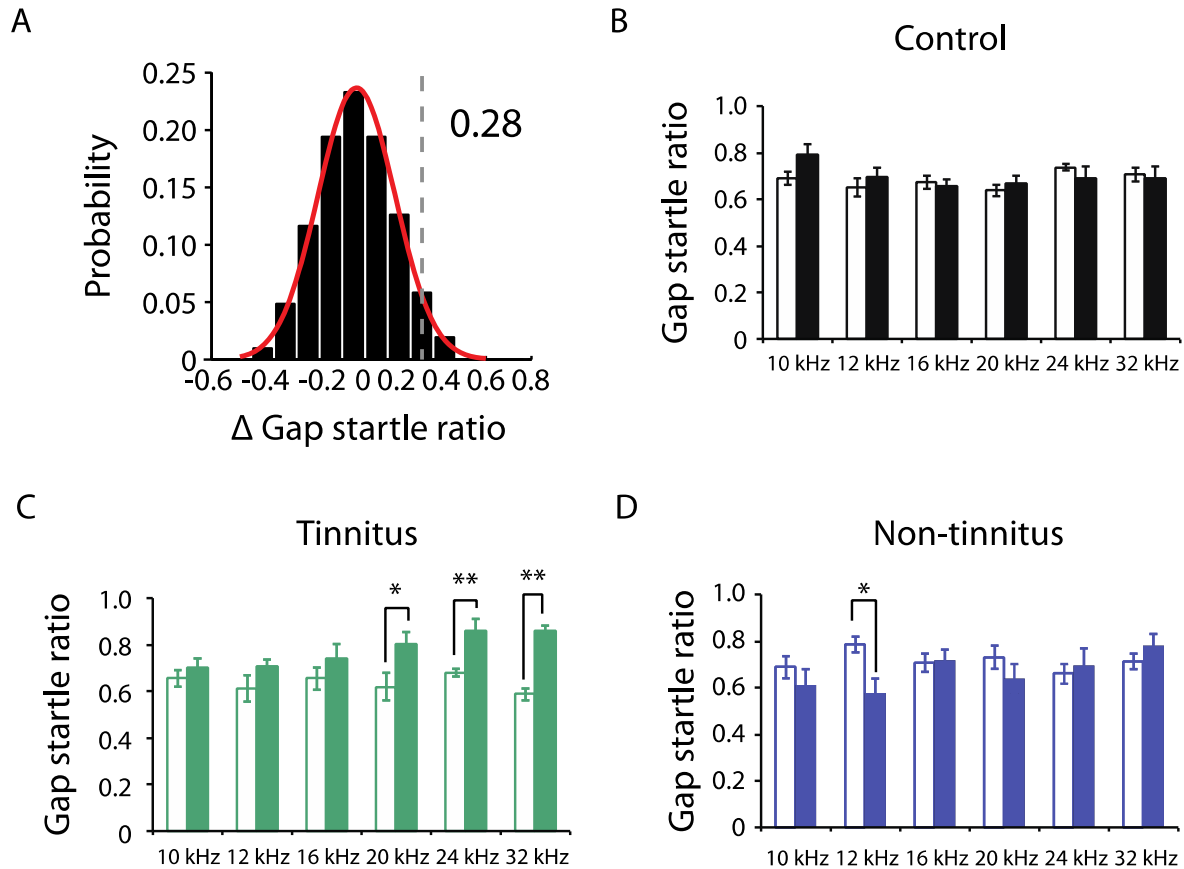 A
0.25
0.20
0.15
0.10
0.05
0
Probability
0.28
-0.6 -0.4 -0.2 0 0.2 0.4 0.6 0.8
Δ Gap startle ratio
B
Control
1.0
0.8
0.6
0.4
0.2
0
Gap startle ratio
10 kHz 12 kHz 16 kHz 20 kHz 24 kHz 32 kHz
C
Tinnitus
* ** **
1.0
0.8
0.6
0.4
0.2
0
Gap startle ratio
10 kHz 12 kHz 16 kHz 20 kHz 24 kHz 32 kHz
D
Non-tinnitus
*
1.0
0.8
0.6
0.4
0.2
0
Gap startle ratio
10 kHz 12 kHz 16 kHz 20 kHz 24 kHz 32 kHz